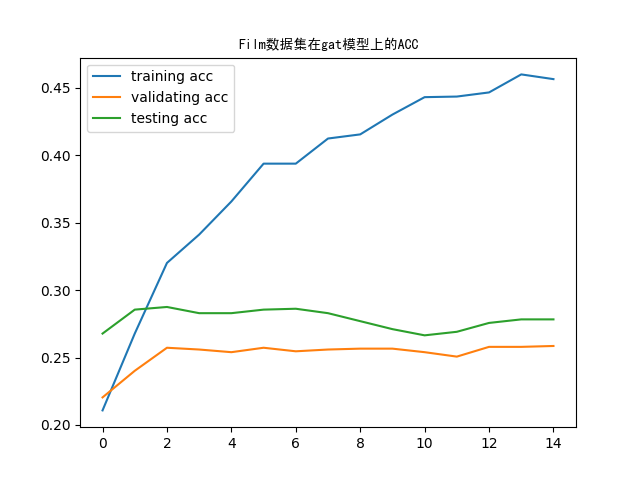 Film数据集在gat模型上的ACC
training acc
validating acc
testing acc
0.45
0.40
0.35
0.30
0.25
0.20
0 2 4 6 8 10 12 14